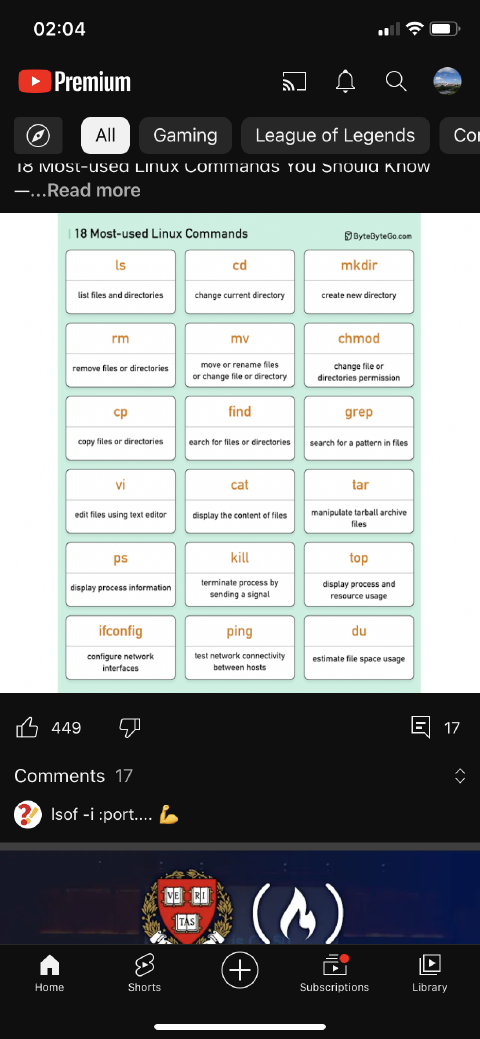 02:04
Premium
All
Gaming
League of Legends
18 Most-used Linux Commands You Should Know
—...Read more
18 Most-used Linux Commands
ByteByteGo.com
ls
list files and directories
cd
change current directory
mkdir
create new directory
rm
remove files or directories
mv
move or rename files
or change file or directory
chmod
change file or
directories permission
cp
copy files or directories
find
earch for files or directories
grep
search for a pattern in files
vi
edit files using text editor
cat
display the content of files
tar
manipulate tarball archive
files
ps
display process information
kill
terminate process by
sending a signal
top
display process and
resource usage
ifconfig
configure network
interfaces
ping
test network connectivity
between hosts
du
estimate file space usage
449
17
Comments 17
lsof -i :port.... 💪
VE RI
TAS
Home
Shorts
Subscriptions
Library